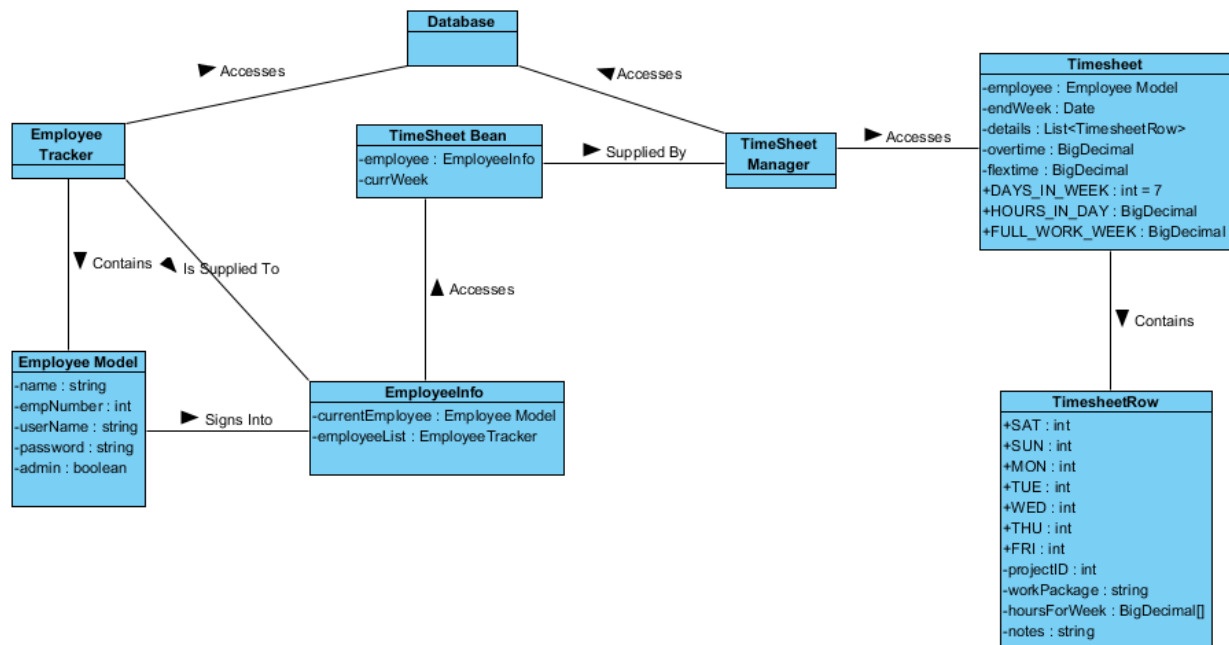 Database
Accesses
Accesses
Timesheet
-employee : Employee Model
-endWeek : Date
-details : List<TimesheetRow>
-overtime : BigDecimal
-flextime : BigDecimal
+DAYS_IN_WEEK : int = 7
+HOURS_IN_DAY : BigDecimal
+FULL_WORK_WEEK : BigDecimal
Employee
Tracker
TimeSheet Bean
-employee : EmployeeInfo
-currWeek
Supplied By
TimeSheet
Manager
Accesses
Contains
Is Supplied To
Accesses
Contains
Employee Model
-name : string
-empNumber : int
-userName : string
-password : string
-admin : boolean
Signs Into
EmployeeInfo
-currentEmployee : Employee Model
-employeeList : EmployeeTracker
TimesheetRow
+SAT : int
+SUN : int
+MON : int
+TUE : int
+WED : int
+THU : int
+FRI : int
-projectID : int
-workPackage : string
-hoursForWeek : BigDecimal[]
-notes : string